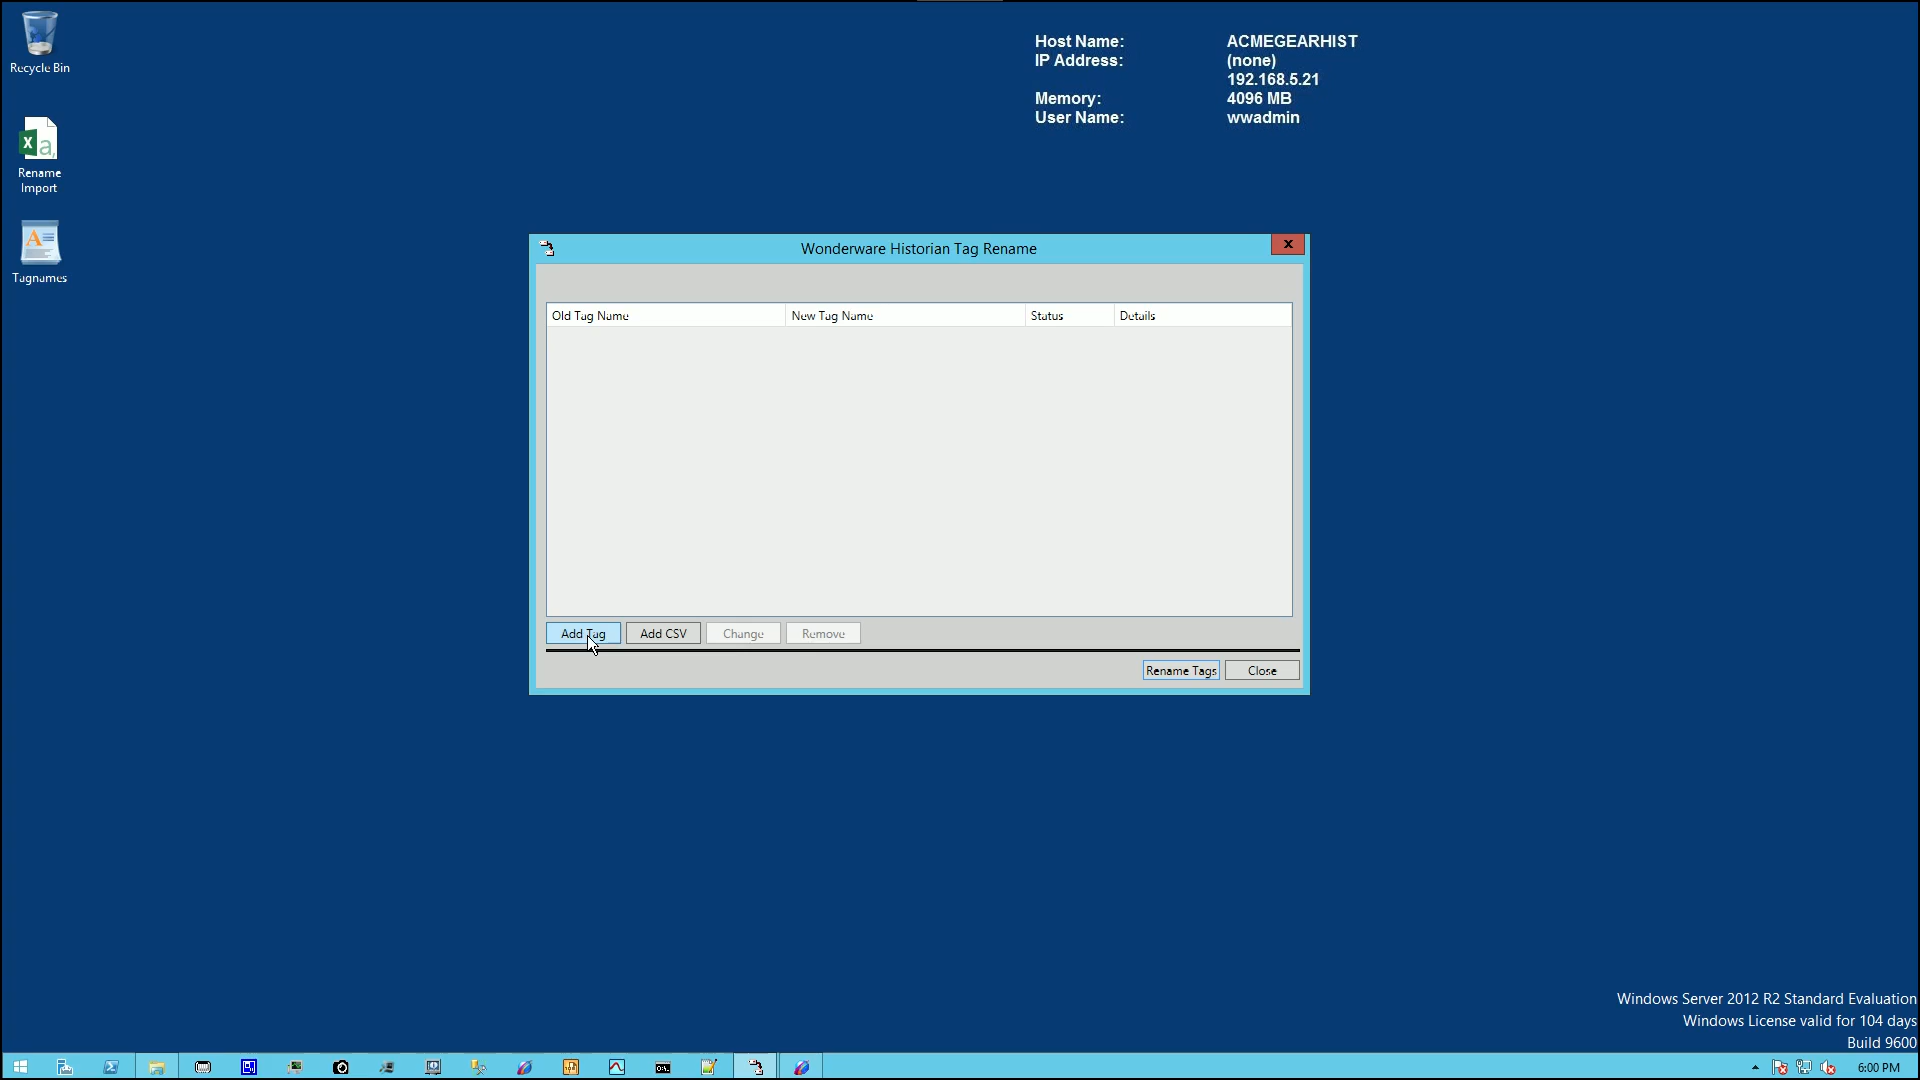 Recycle Bin
Rename
Import
Tagnames
Host Name: ACMEGEARHIST
IP Address: (none)
192.168.5.21
Memory: 4096 MB
User Name: wwadmin
Wonderware Historian Tag Rename
x
Old Tag Name New Tag Name Status Details
Add Tag Add CSV Change Remove
Rename Tags Close
Windows Server 2012 R2 Standard Evaluation
Windows License valid for 104 days
Build 9600
6:00 PM